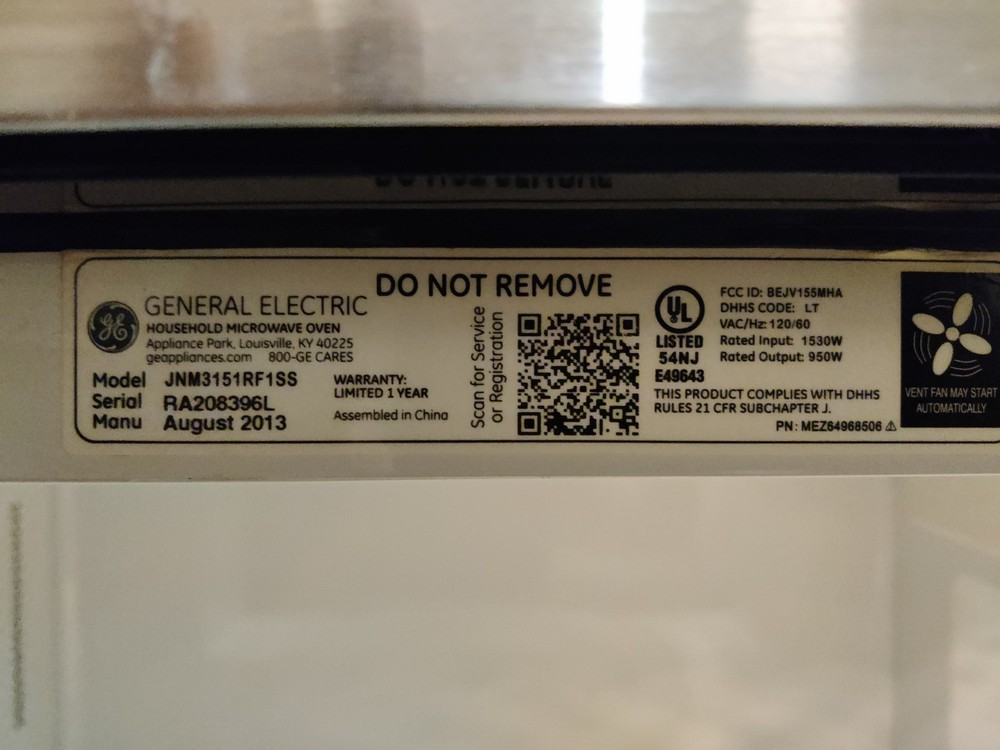 DO NOT REMOVE
GE
GENERAL ELECTRIC
HOUSEHOLD MICROWAVE OVEN
Appliance Park, Louisville, KY 40225
geappliances.com 800-GE CARES
Model JNM3151RF1SS
Serial RA208396L
Manu August 2013
WARRANTY:
LIMITED 1 YEAR
Assembled in China
Scan for Service
or Registration
UL
LISTED
54NJ
E49643
FCC ID: BEJV155MHA
DHHS CODE: LT
VAC/Hz: 120/60
Rated Input: 1530W
Rated Output: 950W
THIS PRODUCT COMPLIES WITH DHHS
RULES 21 CFR SUBCHAPTER J.
PN: MEZ64968506
VENT FAN MAY START
AUTOMATICALLY